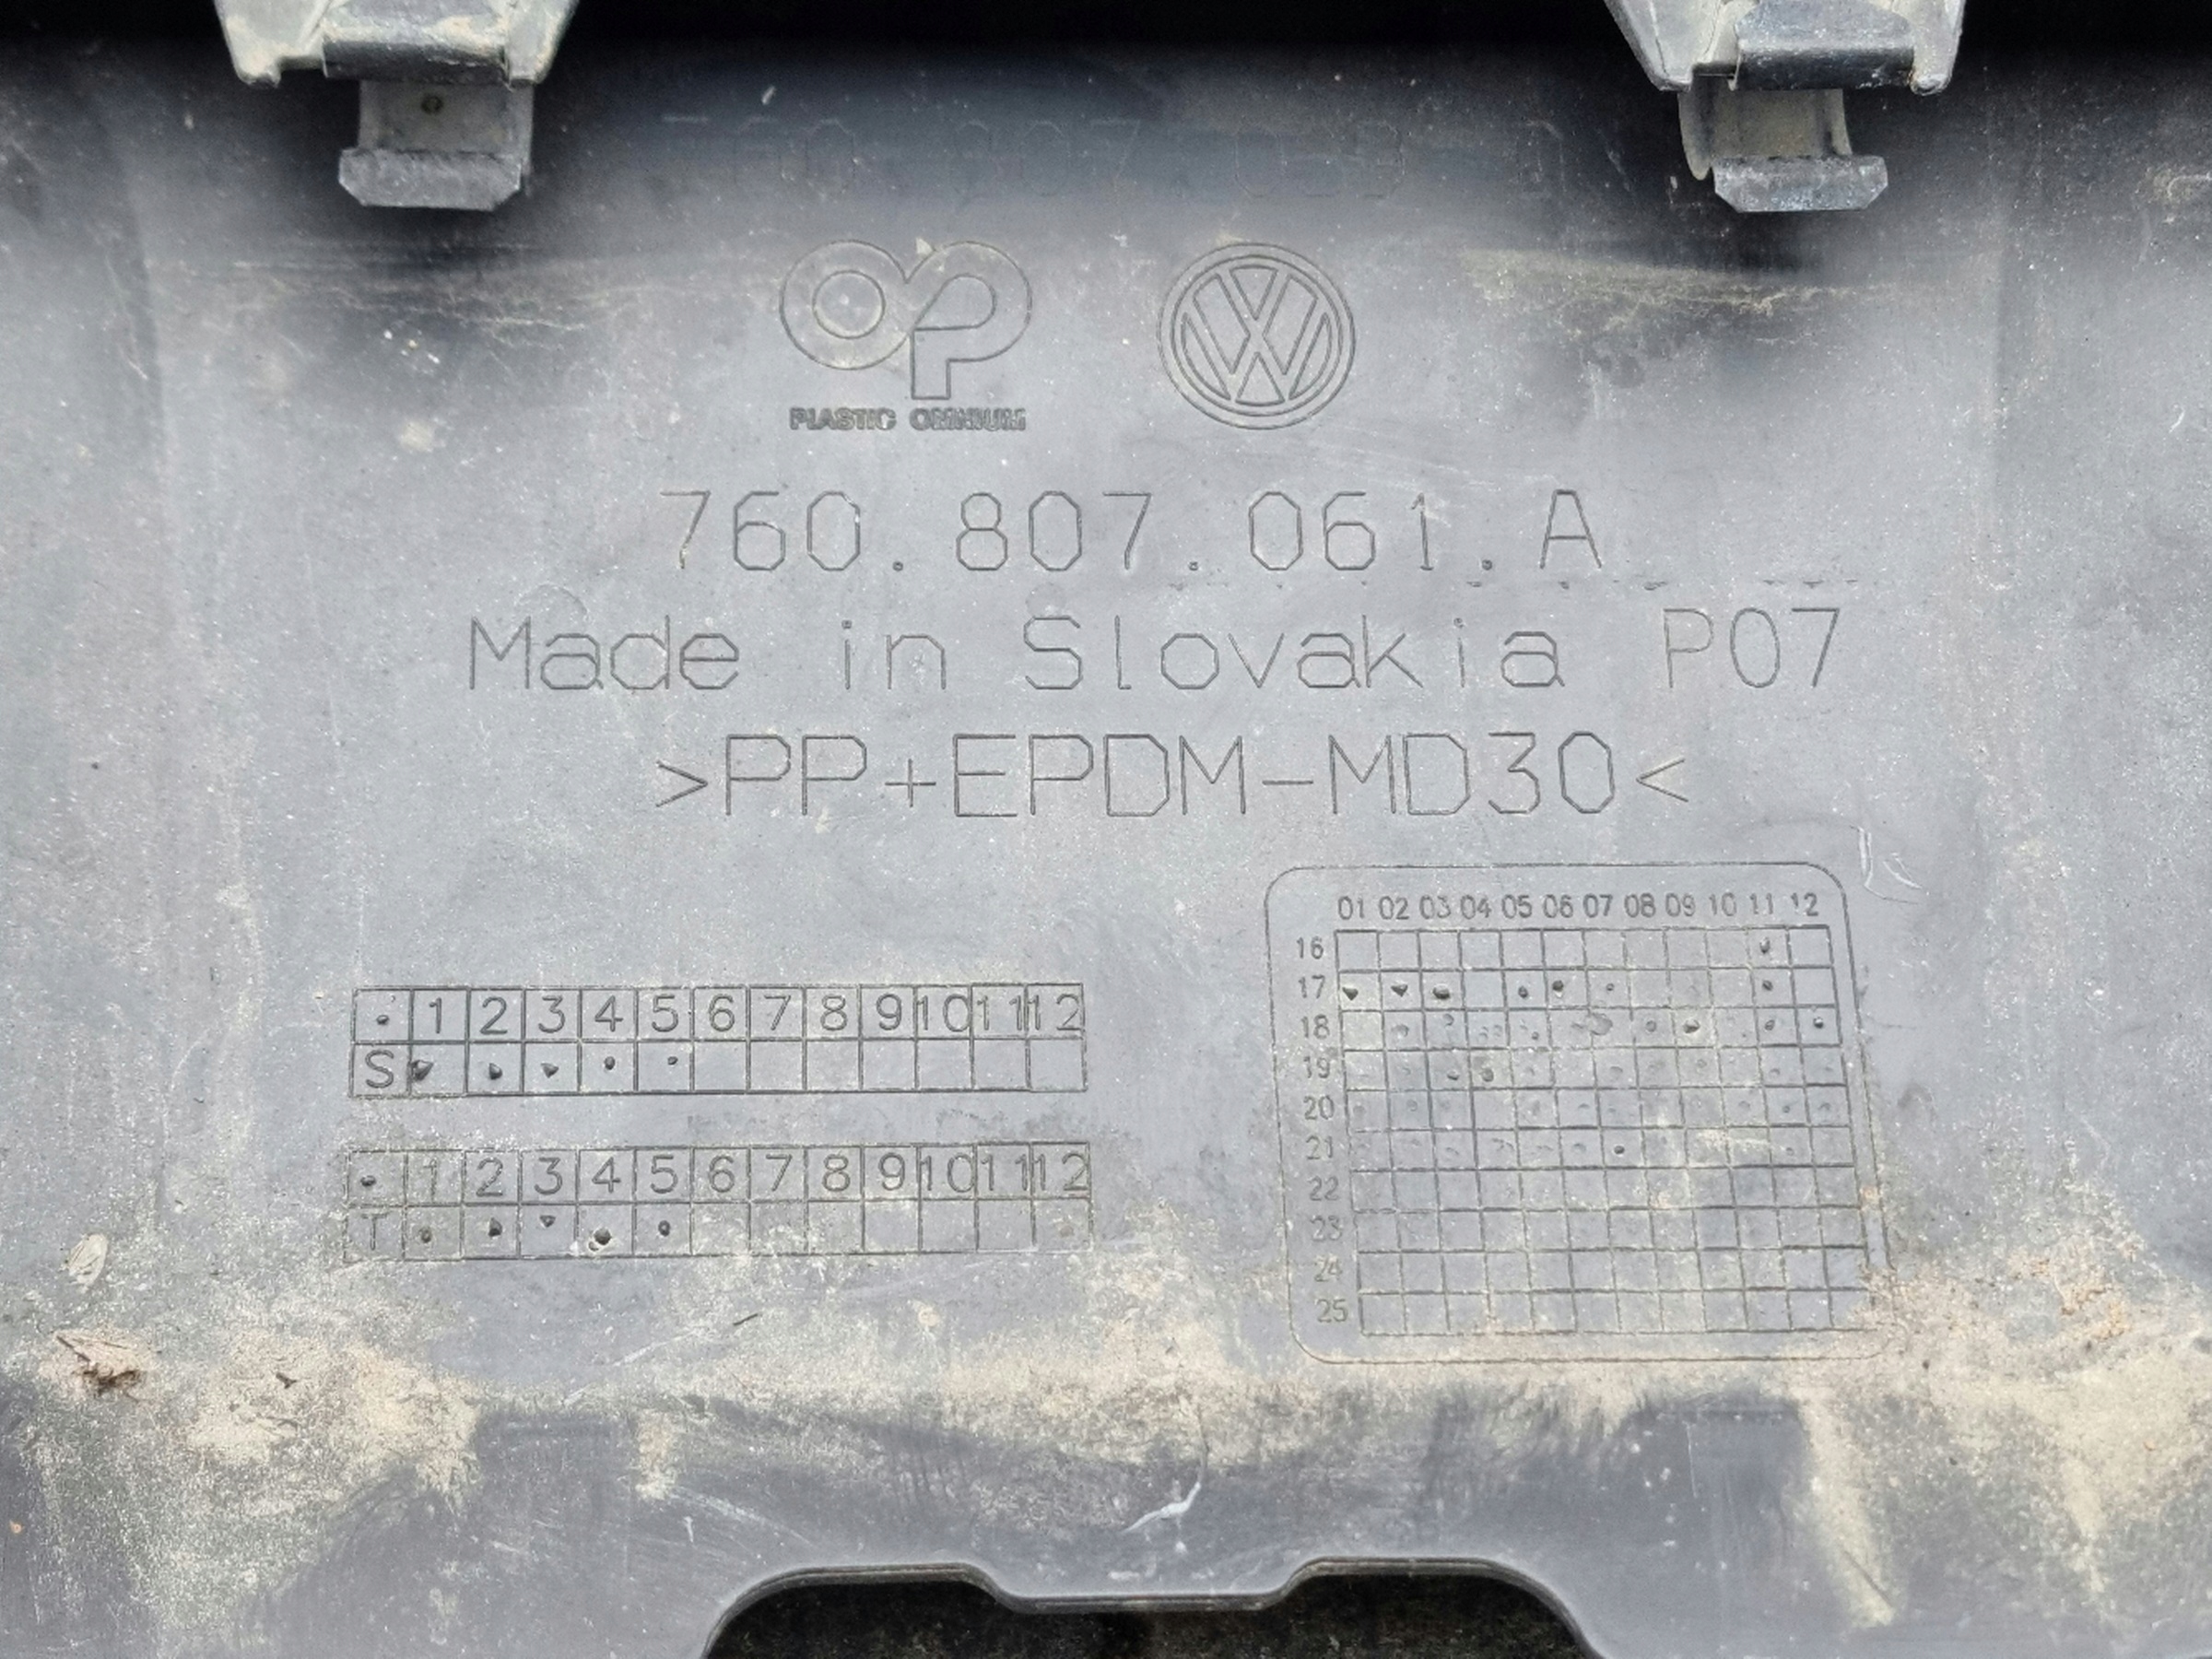 PLASTIC OMNIUM
760.807.061.A
Made in Slovakia P07
>PP+EPDM-MD30<
01 02 03 04 05 06 07 08 09 10 11 12
16
17
18
19
20
21
22
23
24
25
1 2 3 4 5 6 7 8 9 10 11 12
S
1 2 3 4 5 6 7 8 9 10 11 12
T